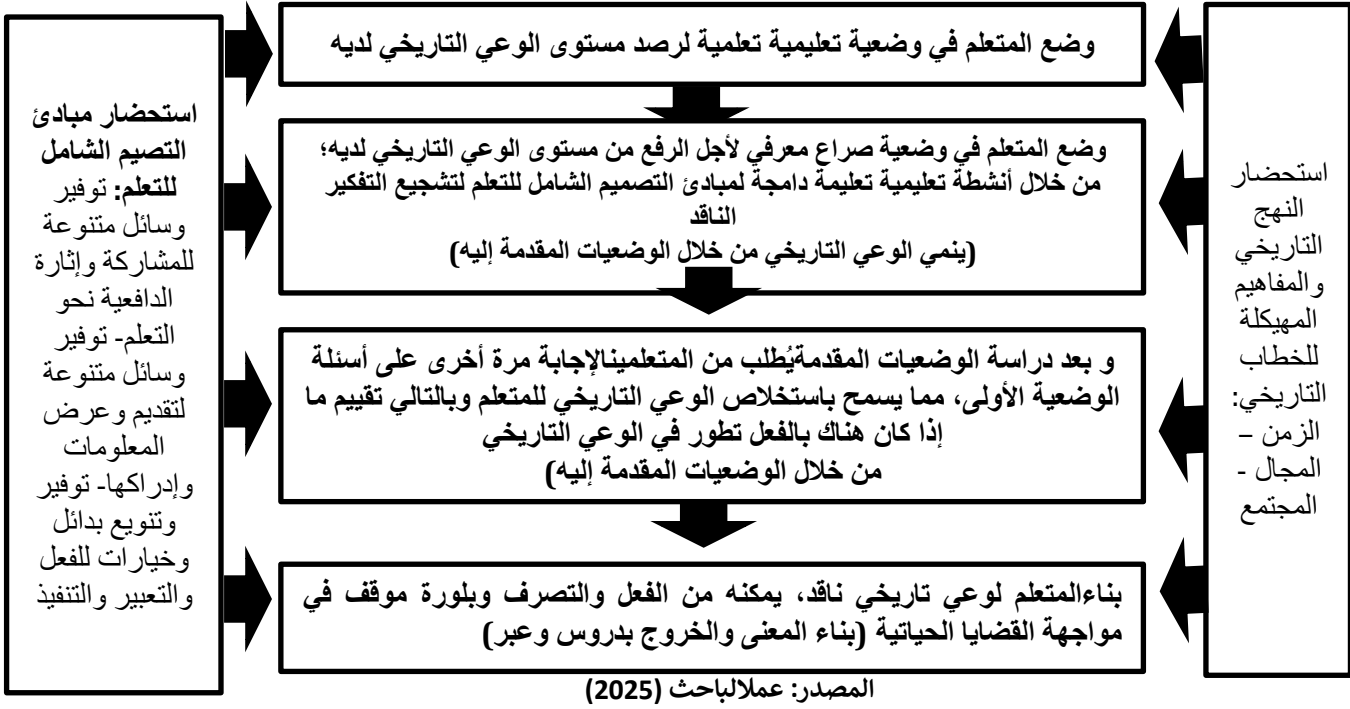 استحضار
النهج
التاريخي
والمفاهيم
المهيكلة
للخطاب
التاريخي:
الزمن –
المجال -
المجتمع
وضع المتعلم في وضعية تعليمية تعلمية لرصد مستوى الوعي التاريخي لديه
وضع المتعلم في وضعية صراع معرفي لأجل الرفع من مستوى الوعي التاريخي لديه؛
من خلال أنشطة تعليمية تعليمة دامجة لمبادئ التصميم الشامل للتعلم لتشجيع التفكير
الناقد
(ينمي الوعي التاريخي من خلال الوضعيات المقدمة إليه)
و بعد دراسة الوضعيات المقدمةيُطلب من المتعلمينالإجابة مرة أخرى على أسئلة
الوضعية الأولى، مما يسمح باستخلاص الوعي التاريخي للمتعلم وبالتالي تقييم ما
إذا كان هناك بالفعل تطور في الوعي التاريخي
من خلال الوضعيات المقدمة إليه)
بناءالمتعلم لوعي تاريخي ناقد، يمكنه من الفعل والتصرف وبلورة موقف في
مواجهة القضايا الحياتية (بناء المعنى والخروج بدروس وعبر)
استحضار مبادئ
التصيم الشامل
للتعلم: توفير
وسائل متنوعة
للمشاركة وإثارة
الدافعية نحو
التعلم- توفير
وسائل متنوعة
لتقديم وعرض
المعلومات
وإدراكها- توفير
وتنويع بدائل
وخيارات للفعل
والتعبير والتنفيذ
المصدر: عملالباحث (2025)